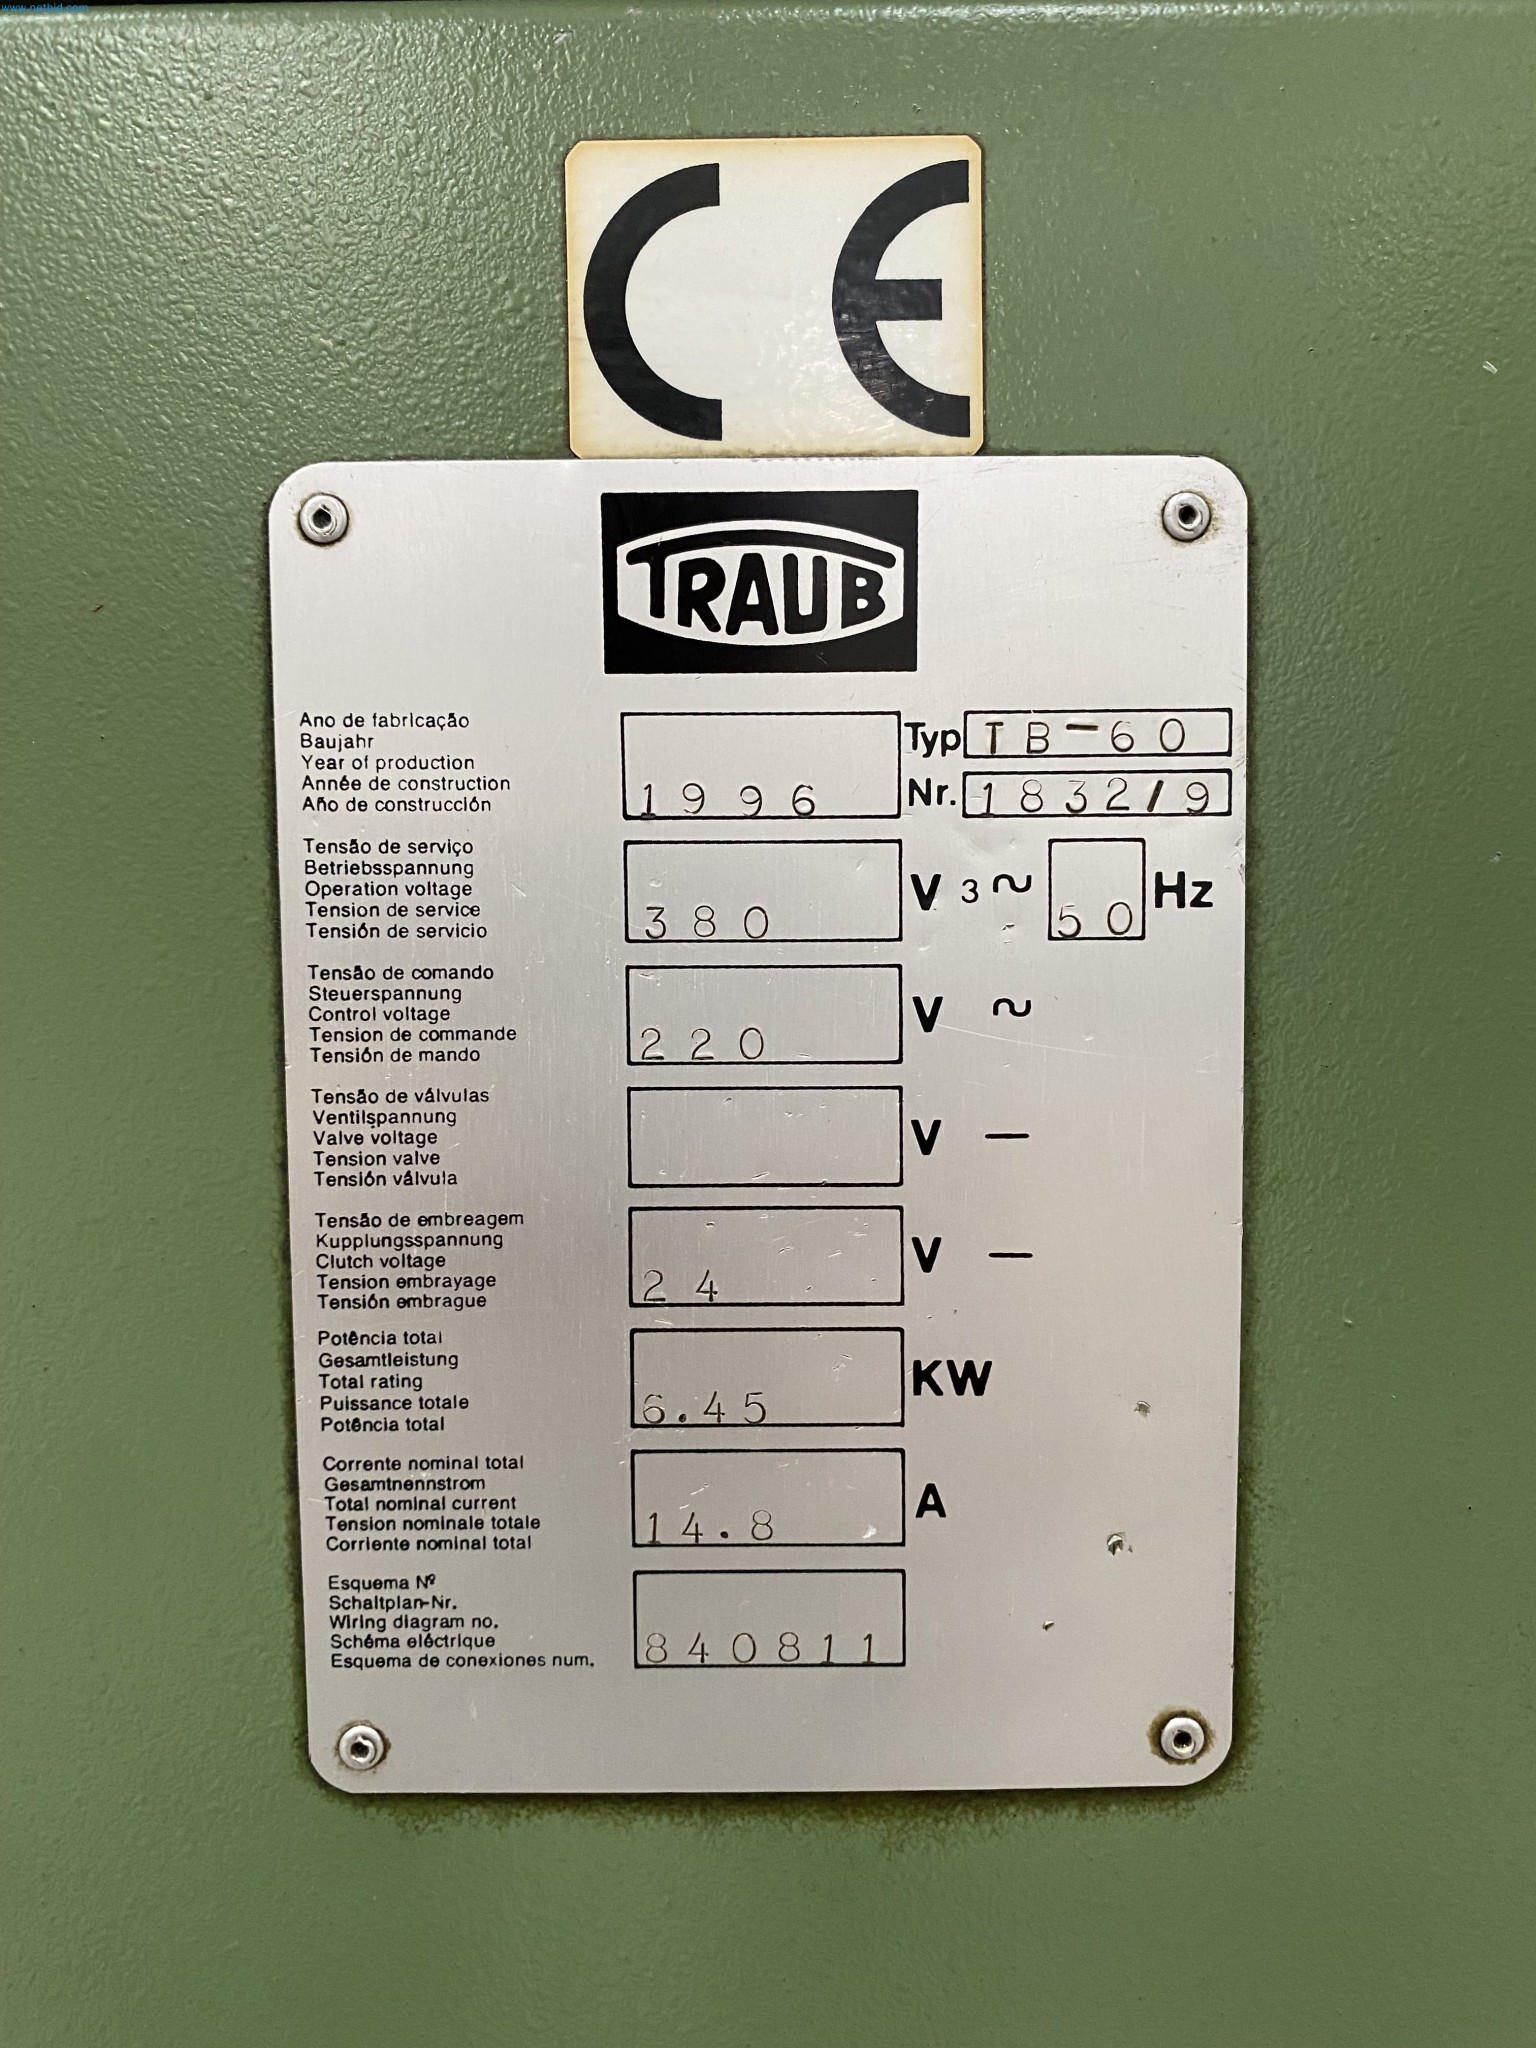 www.netbid.com
CE
TRAUB
Ano de fabricação
Baujahr
Year of production
Année de construction
Año de construcción
1996
Typ TB-60
Nr. 1832/9
Tensão de serviço
Betriebsspannung
Operation voltage
Tension de service
Tensión de servicio
380 V 3 ~ 50 Hz
Tensão de comando
Steuerspannung
Control voltage
Tension de commande
Tensión de mando
220 V ~
Tensão de válvulas
Ventilspannung
Valve voltage
Tension valve
Tensión válvula
V —
Tensão de embreagem
Kupplungsspannung
Clutch voltage
Tension embrayage
Tensión embrague
24 V —
Potência total
Gesamtleistung
Total rating
Puissance totale
Potência total
6.45 KW
Corrente nominal total
Gesamtnennstrom
Total nominal current
Tension nominale totale
Corriente nominal total
14.8 A
Esquema Nº
Schaltplan-Nr.
Wiring diagram no.
Schéma eléctrique
Esquema de conexiones num.
840811